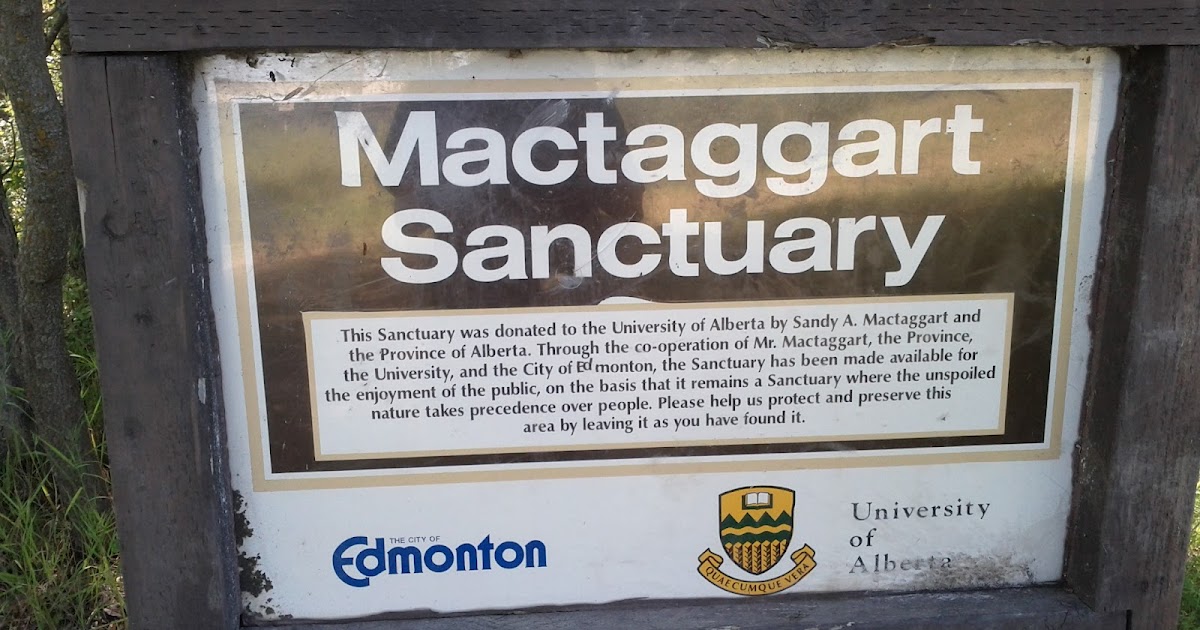 Mactaggart
Sanctuary
This Sanctuary was donated to the University of Alberta by Sandy A. Mactaggart and
the Province of Alberta. Through the co-operation of Mr. Mactaggart, the Province,
the University, and the City of Edmonton, the Sanctuary has been made available for
the enjoyment of the public, on the basis that it remains a Sanctuary where the unspoiled
nature takes precedence over people. Please help us protect and preserve this
area by leaving it as you have found it.
THE CITY OF
Edmonton
QUAECUMQUE VERA
University
of
Alberta